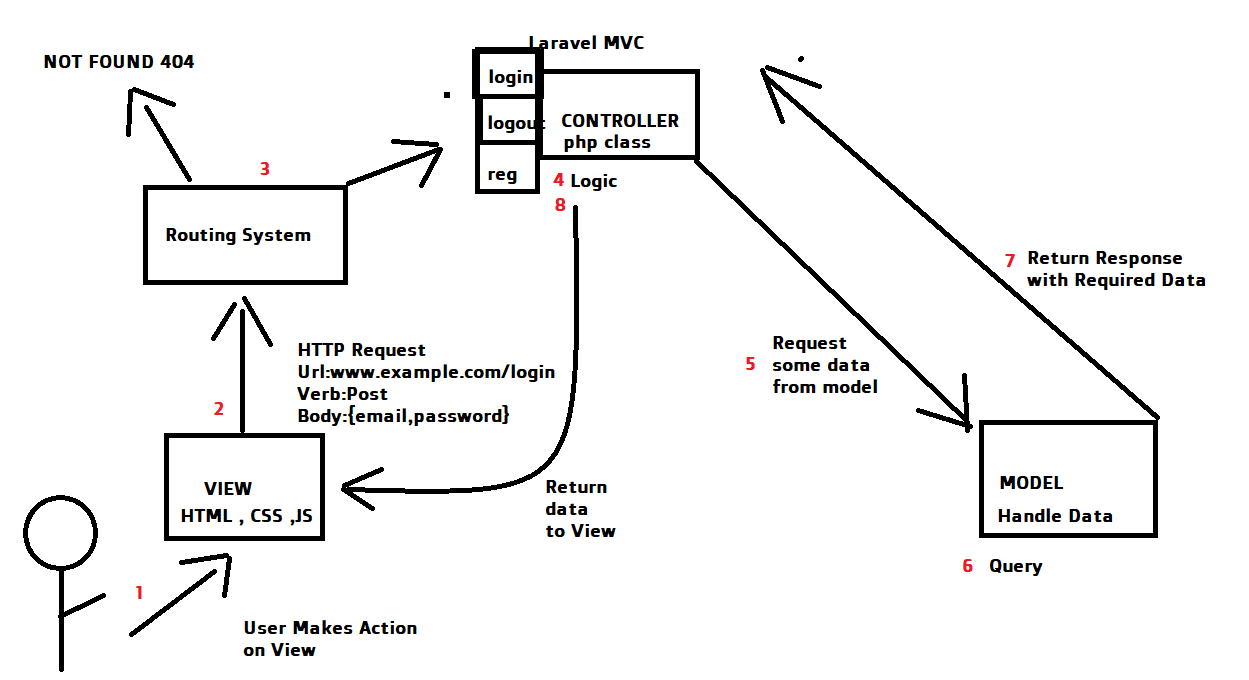 Laravel MVC
NOT FOUND 404
login
logout
CONTROLLER
php class
reg
4 Logic
8
3
Routing System
7 Return Response
with Required Data
HTTP Request
Url:www.example.com/login
Verb:Post
Body:{email,password}
2
5
Request
some data
from model
VIEW
HTML , CSS ,JS
Return
data
to View
MODEL
Handle Data
6 Query
1
User Makes Action
on View